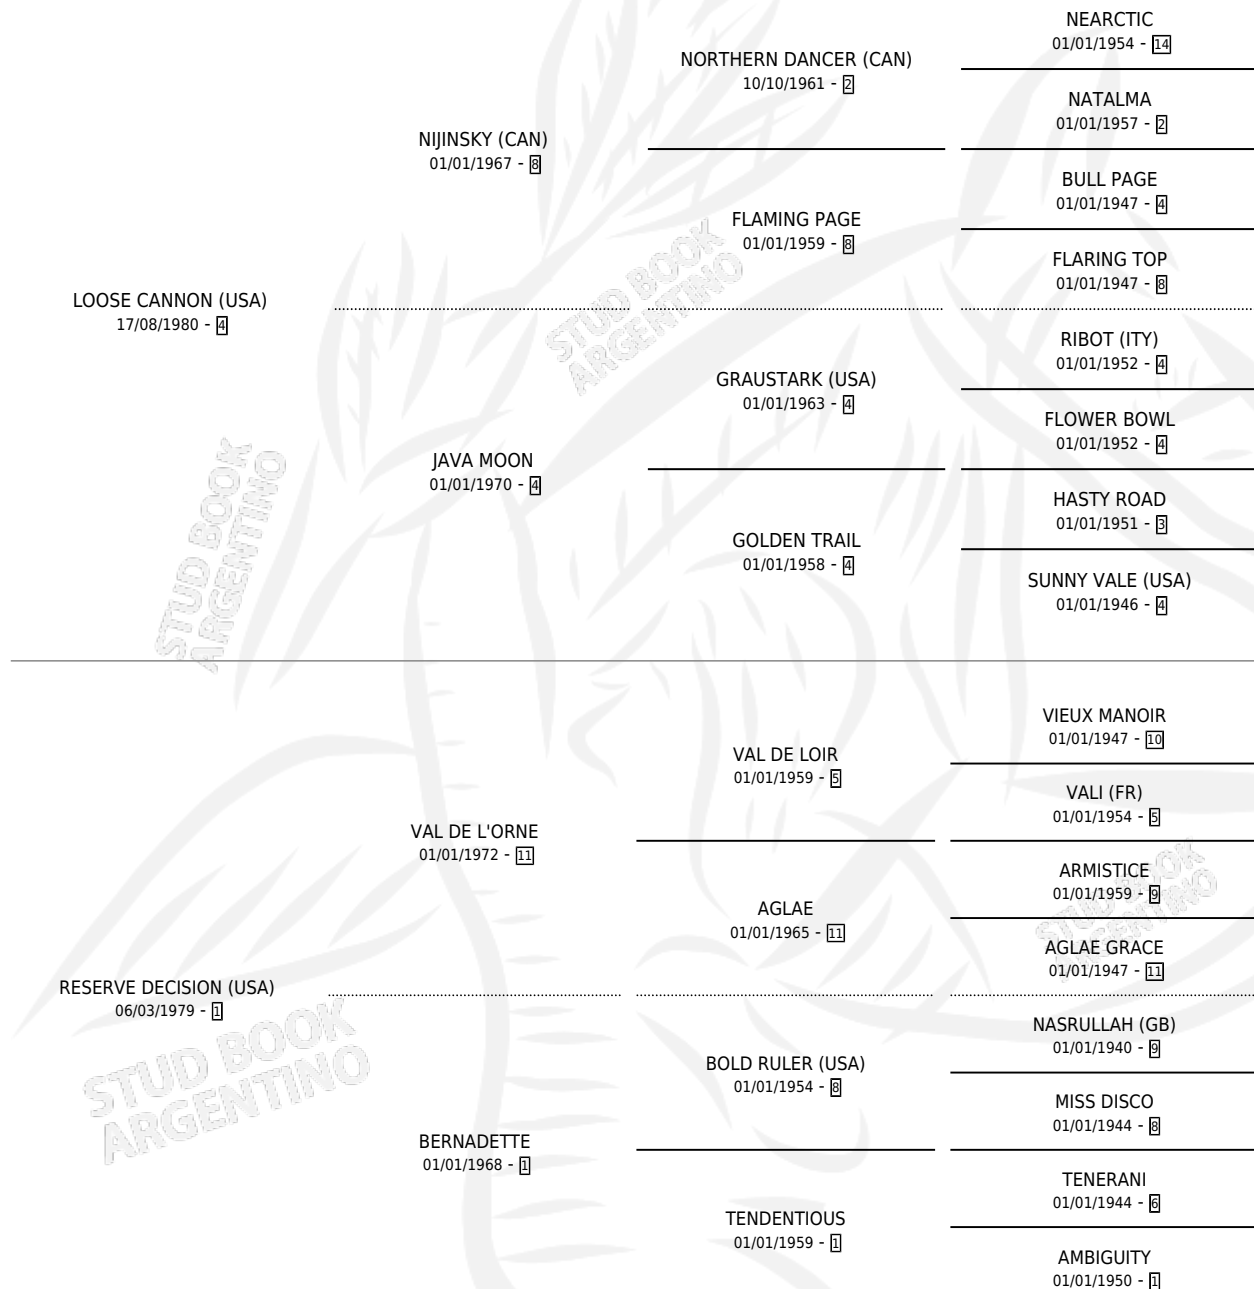 NEARCTIC
01/01/1954 - 14
NORTHERN DANCER (CAN)
10/10/1961 - 2
NATALMA
01/01/1957 - 2
NIJINSKY (CAN)
01/01/1967 - 8
BULL PAGE
01/01/1947 - 4
FLAMING PAGE
01/01/1959 - 8
FLARING TOP
01/01/1947 - 8
LOOSE CANNON (USA)
17/08/1980 - 4
STUD BOOK
ARGENTINO
RIBOT (ITY)
01/01/1952 - 4
GRAUSTARK (USA)
01/01/1963 - 4
FLOWER BOWL
01/01/1952 - 4
JAVA MOON
01/01/1970 - 4
HASTY ROAD
01/01/1951 - 3
GOLDEN TRAIL
01/01/1958 - 4
SUNNY VALE (USA)
01/01/1946 - 4
STUD BOOK
ARGENTINO
VIEUX MANOIR
01/01/1947 - 10
VAL DE LOIR
01/01/1959 - 5
VALI (FR)
01/01/1954 - 5
VAL DE L'ORNE
01/01/1972 - 11
ARMISTICE
01/01/1959 - 9
AGLAE
01/01/1965 - 11
STUD BOOK
ARGENTINO
AGLAE GRACE
01/01/1947 - 11
RESERVE DECISION (USA)
06/03/1979 - 1
STUD BOOK
ARGENTINO
NASRULLAH (GB)
01/01/1940 - 9
BOLD RULER (USA)
01/01/1954 - 8
MISS DISCO
01/01/1944 - 8
BERNADETTE
01/01/1968 - 1
TENERANI
01/01/1944 - 6
TENDENTIOUS
01/01/1959 - 1
AMBIGUITY
01/01/1950 - 1